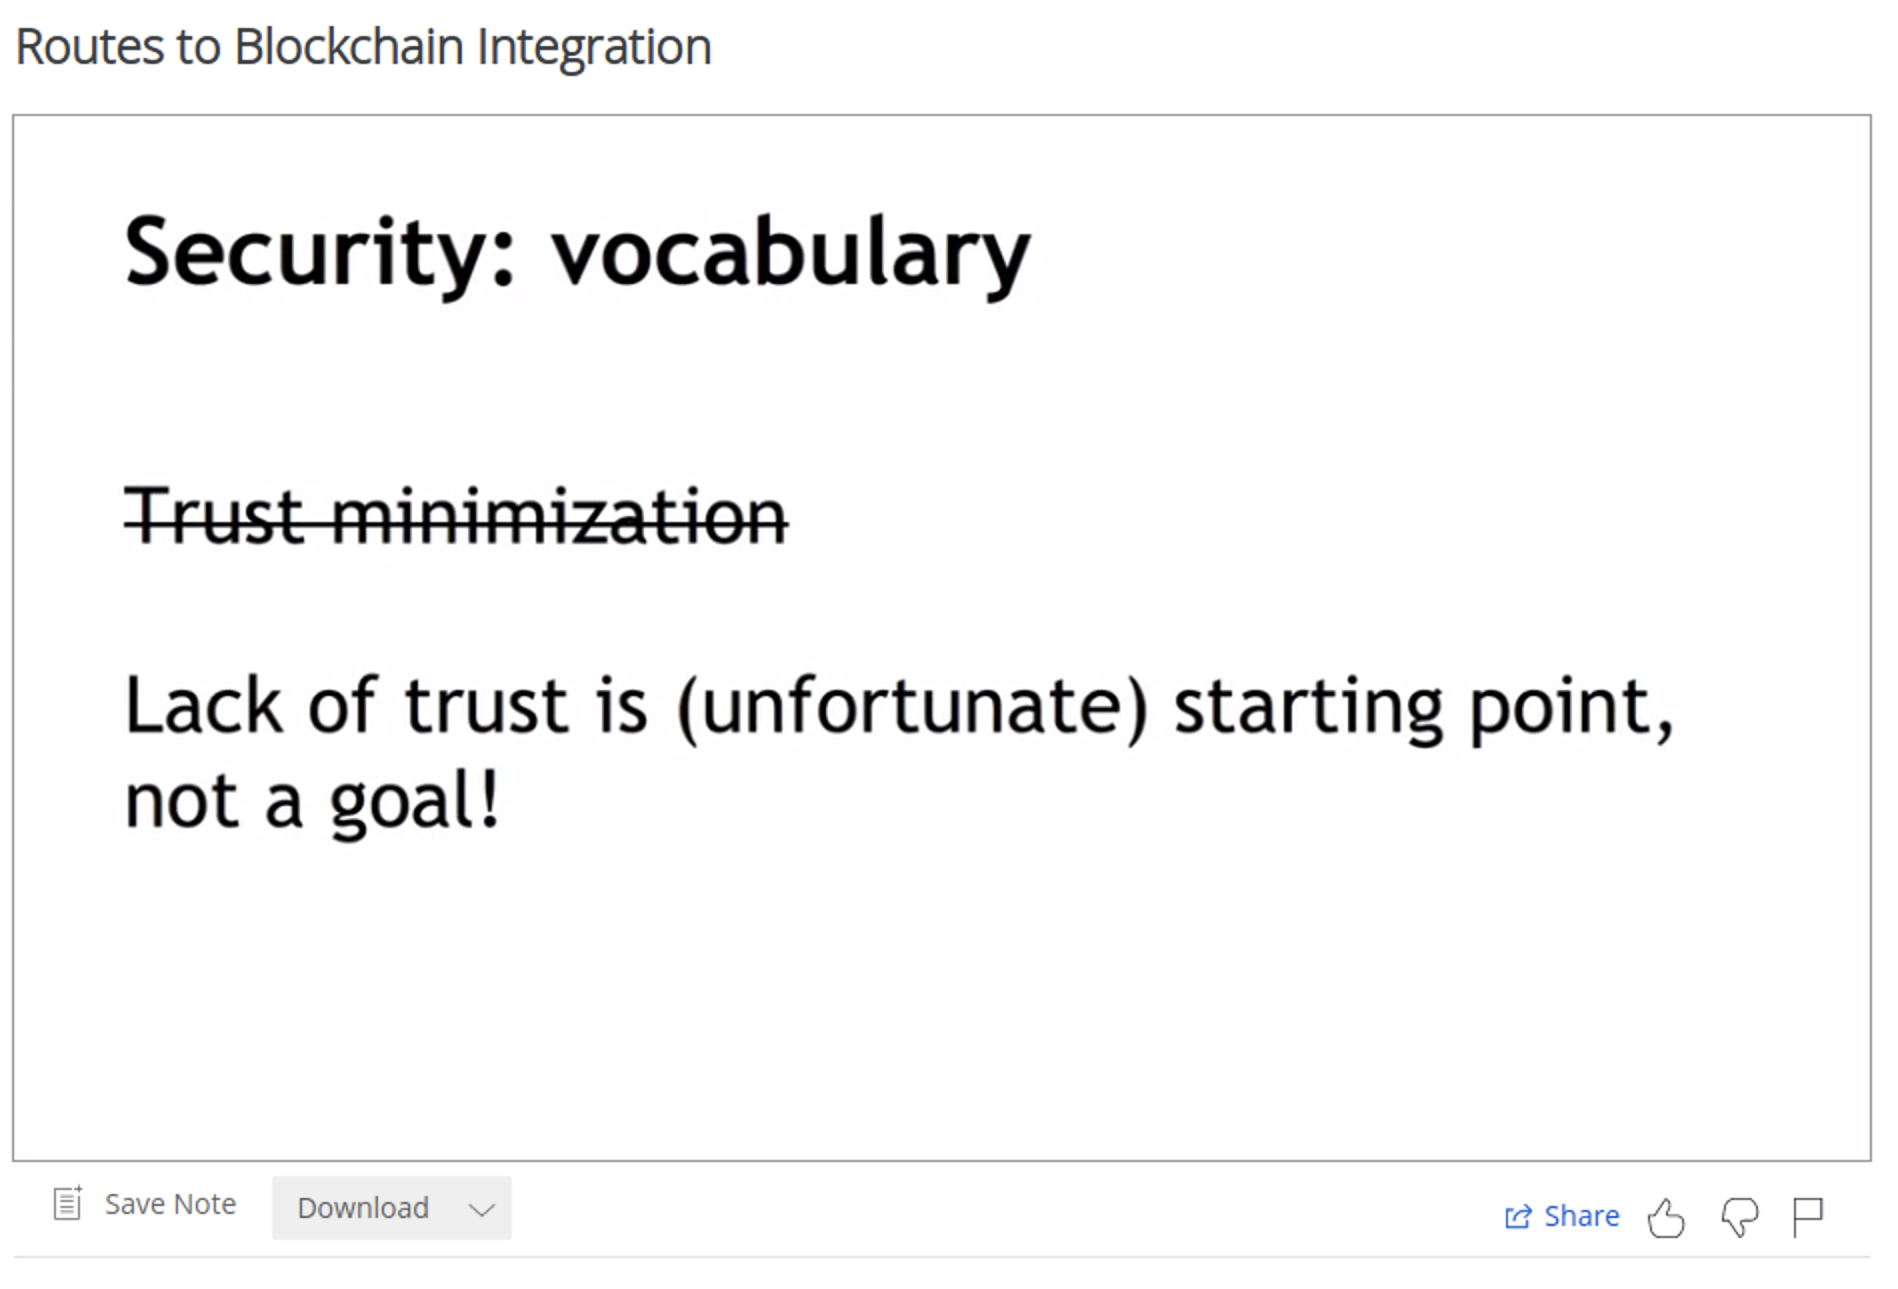 Routes to Blockchain Integration
Security: vocabulary
Trust minimization
Lack of trust is (unfortunate) starting point,
not a goal!
Save Note
Download
Share